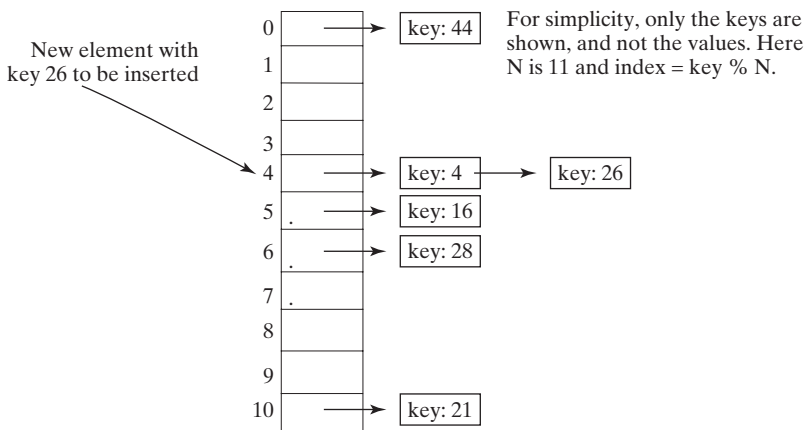 For simplicity, only the keys are
shown, and not the values. Here
N is 11 and index = key % N.
New element with
key 26 to be inserted
0 key: 44
1
2
3
4 key: 4 key: 26
5 . key: 16
6 . key: 28
7 .
8
9
10 key: 21